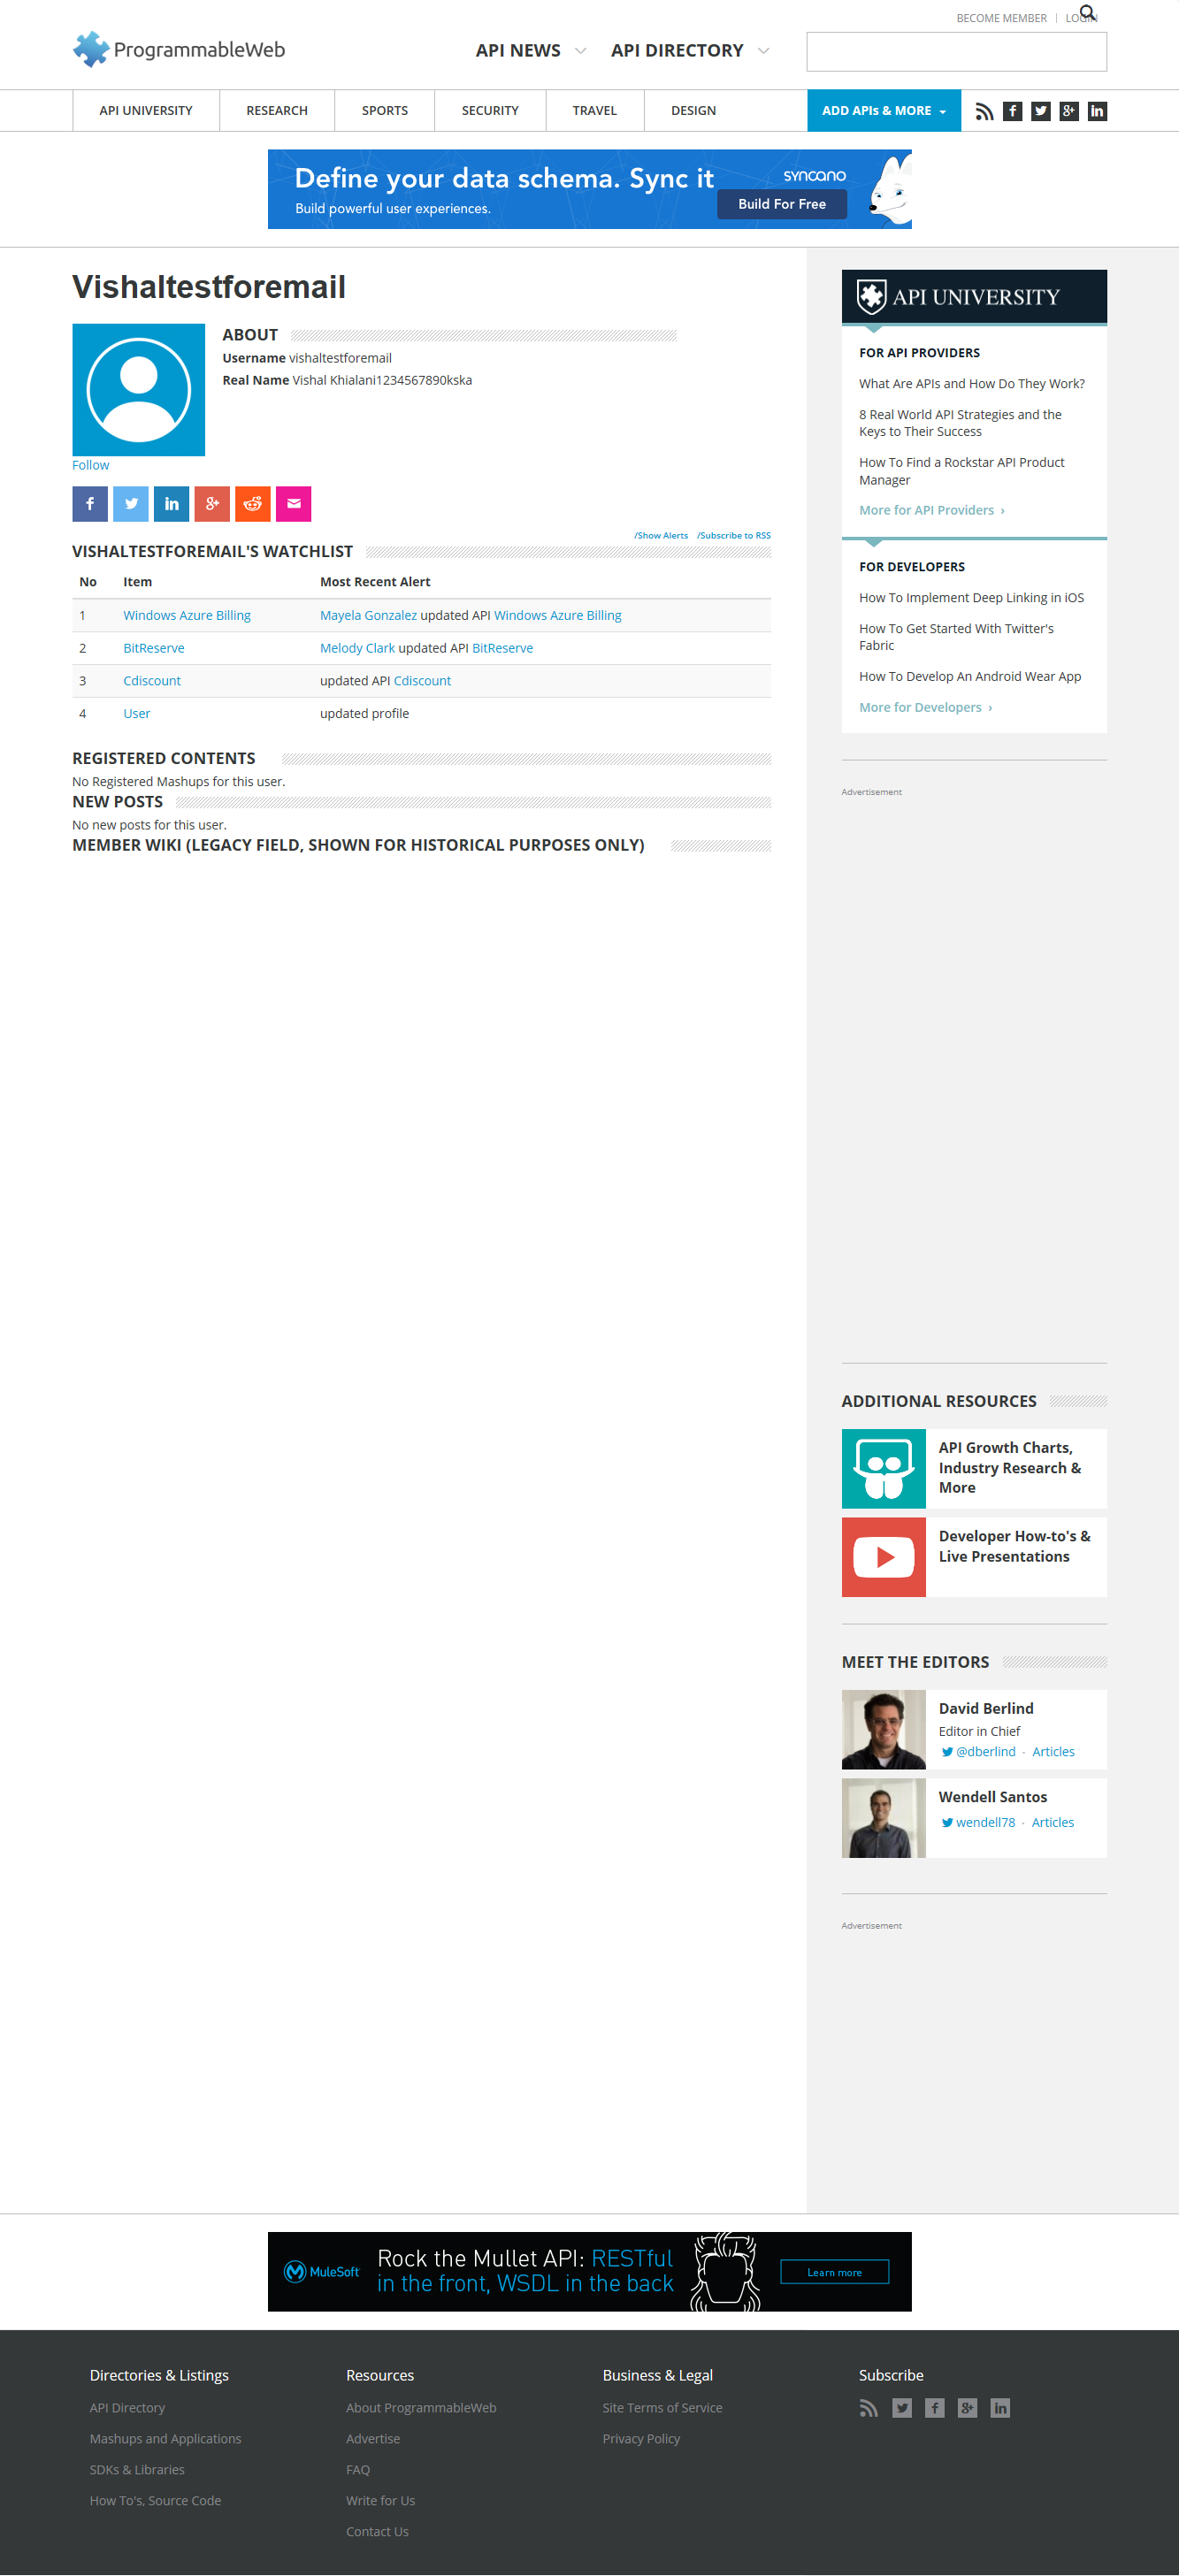 BECOME MEMBER
LOGIN
ProgrammableWeb
API NEWS
API DIRECTORY
API UNIVERSITY
RESEARCH
SPORTS
SECURITY
TRAVEL
DESIGN
ADD APIs & MORE
Define your data schema. Sync it
Build powerful user experiences.
syncano
Build For Free
Vishaltestforemail
ABOUT
Username vishaltestforemail
Real Name Vishal Khialani1234567890kska
Follow
/Show Alerts /Subscribe to RSS
VISHALTESTFOREMAIL'S WATCHLIST
No Item Most Recent Alert
1 Windows Azure Billing Mayela Gonzalez updated API Windows Azure Billing
2 BitReserve Melody Clark updated API BitReserve
3 Cdiscount updated API Cdiscount
4 User updated profile
REGISTERED CONTENTS
No Registered Mashups for this user.
NEW POSTS
No new posts for this user.
MEMBER WIKI (LEGACY FIELD, SHOWN FOR HISTORICAL PURPOSES ONLY)
API UNIVERSITY
FOR API PROVIDERS
What Are APIs and How Do They Work?
8 Real World API Strategies and the
Keys to Their Success
How To Find a Rockstar API Product
Manager
More for API Providers ›
FOR DEVELOPERS
How To Implement Deep Linking in iOS
How To Get Started With Twitter's
Fabric
How To Develop An Android Wear App
More for Developers ›
Advertisement
ADDITIONAL RESOURCES
API Growth Charts,
Industry Research &
More
Developer How-to's &
Live Presentations
MEET THE EDITORS
David Berlind
Editor in Chief
@dberlind · Articles
Wendell Santos
wendell78 · Articles
Advertisement
MuleSoft
Rock the Mullet API: RESTful
in the front, WSDL in the back
Learn more
Directories & Listings
API Directory
Mashups and Applications
SDKs & Libraries
How To's, Source Code
Resources
About ProgrammableWeb
Advertise
FAQ
Write for Us
Contact Us
Business & Legal
Site Terms of Service
Privacy Policy
Subscribe